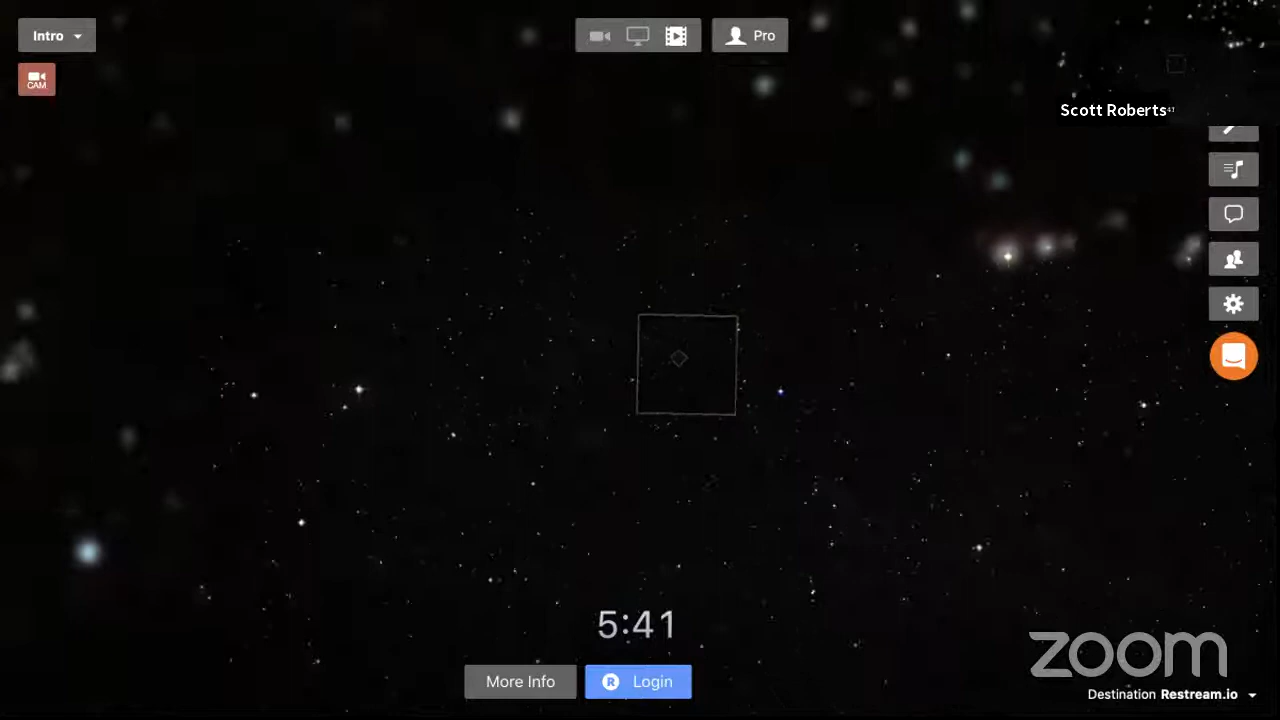 Intro
Pro
CAM
Scott Roberts
5:41
More Info
R Login
zoom
Destination Restream.io